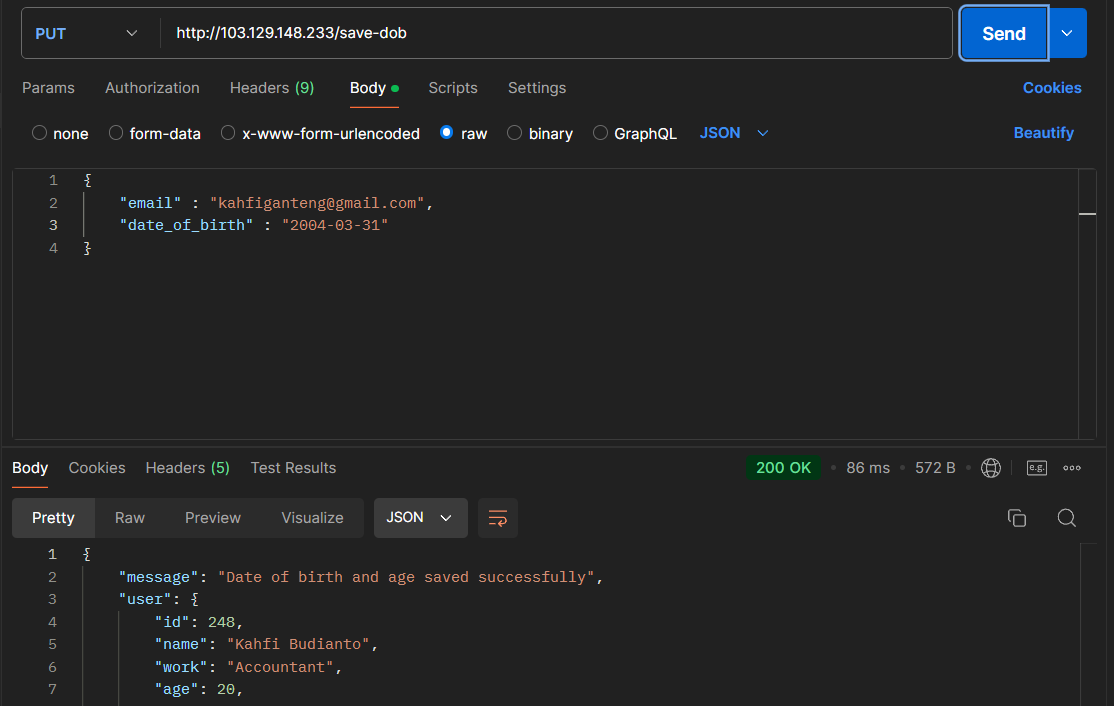 PUT http://103.129.148.233/save-dob Send
Params Authorization Headers (9) Body Scripts Settings Cookies
none form-data x-www-form-urlencoded raw binary GraphQL JSON Beautify
1 {
2 "email" : "kahfiganteng@gmail.com",
3 "date_of_birth" : "2004-03-31"
4 }
Body Cookies Headers (5) Test Results 200 OK • 86 ms • 572 B • e.g. •••
Pretty Raw Preview Visualize JSON
1 {
2 "message": "Date of birth and age saved successfully",
3 "user": {
4 "id": 248,
5 "name": "Kahfi Budianto",
6 "work": "Accountant",
7 "age": 20,